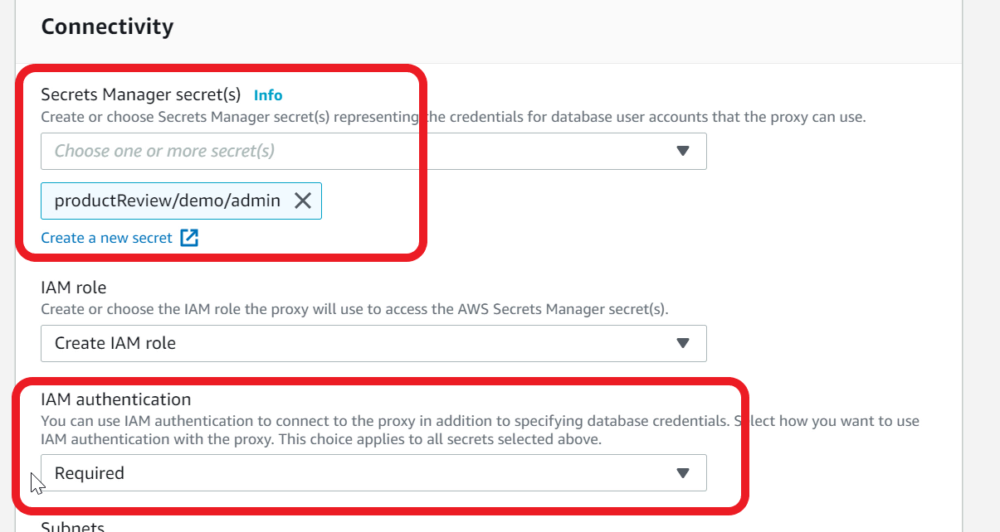 Connectivity
Secrets Manager secret(s) Info
Create or choose Secrets Manager secret(s) representing the credentials for database user accounts that the proxy can use.
Choose one or more secret(s)
productReview/demo/admin
Create a new secret
IAM role
Create or choose the IAM role the proxy will use to access the AWS Secrets Manager secret(s).
Create IAM role
IAM authentication
You can use IAM authentication to connect to the proxy in addition to specifying database credentials. Select how you want to use
IAM authentication with the proxy. This choice applies to all secrets selected above.
Required
Subnets